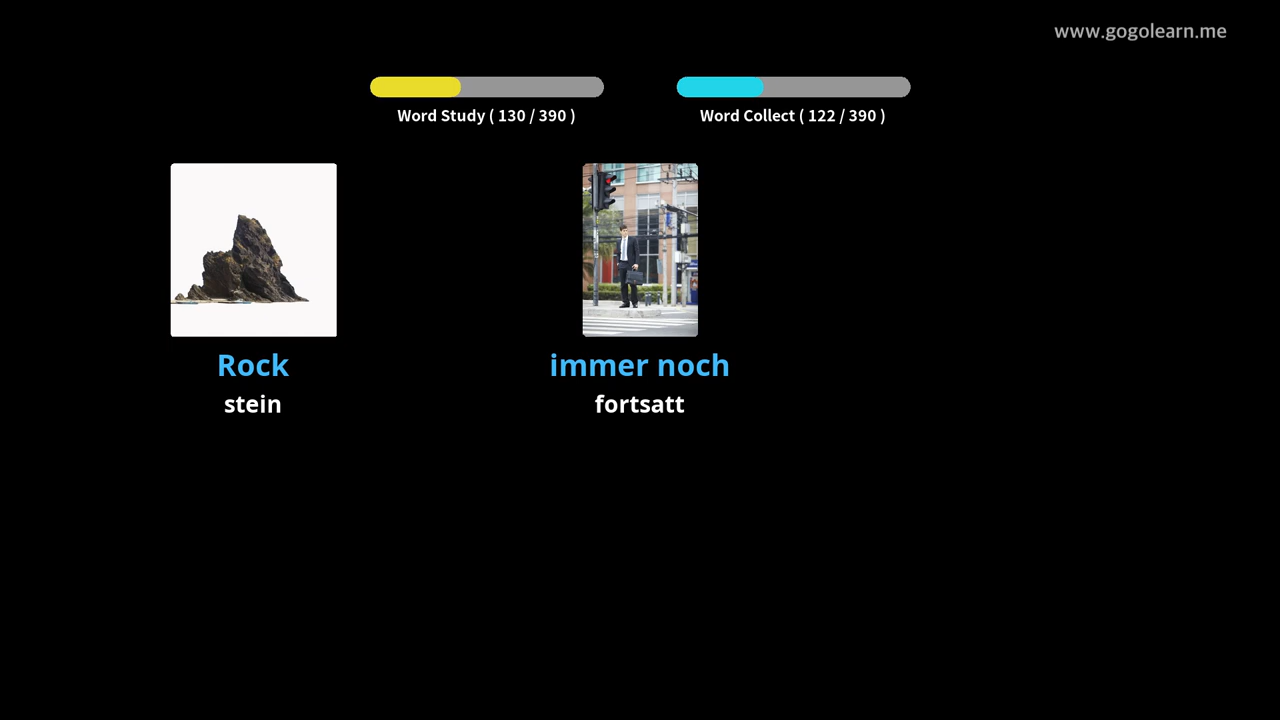 www.gogolearn.me
Word Study ( 130 / 390 )
Word Collect ( 122 / 390 )
Rock
stein
immer noch
fortsatt